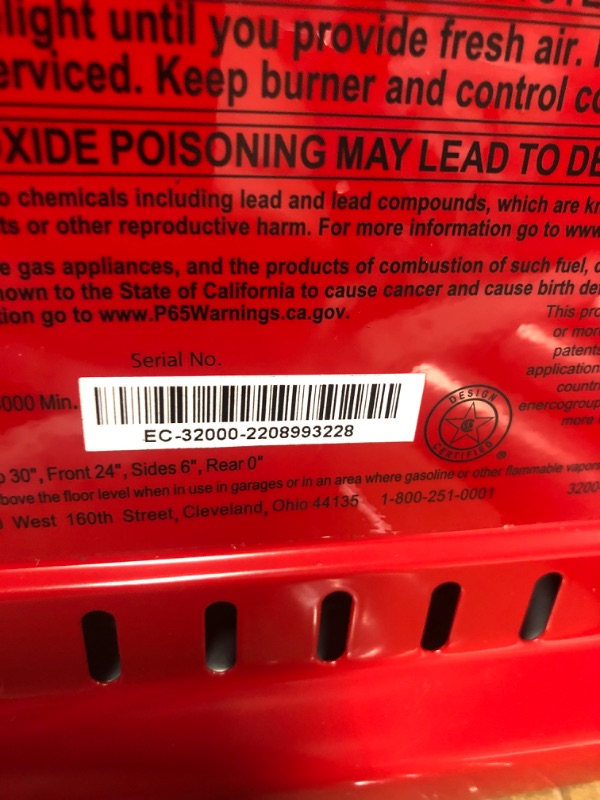 light until you provide fresh air.
erviced. Keep burner and control co
XIDE POISONING MAY LEAD TO DE
o chemicals including lead and lead compounds, which are kn
ts or other reproductive harm. For more information go to www
e gas appliances, and the products of combustion of such fuel, c
nown to the State of California to cause cancer and cause birth def
ion go to www.P65Warnings.ca.gov.
This pro
or more
patents
application
countri
enercogroup
more
Serial No.
000 Min.
EC-32000-2208993228
DESIGN
CERTIFIED
30", Front 24", Sides 6", Rear 0"
bove the floor level when in use in garages or in an area where gasoline or other flammable vapors
West 160th Street, Cleveland, Ohio 44135 1-800-251-0001
3200